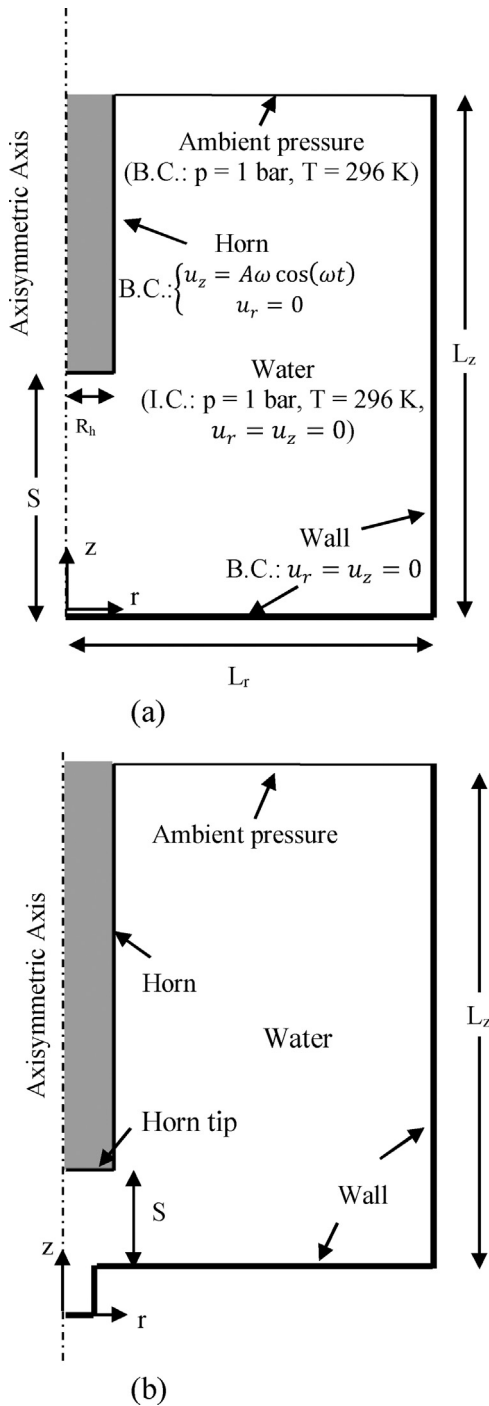 Axisymmetric Axis
Ambient pressure
(B.C.: p = 1 bar, T = 296 K)
Horn
B.C.:{u_z = Aω cos(ωt)
u_r = 0
L_z
Water
(I.C.: p = 1 bar, T = 296 K,
u_r = u_z = 0)
R_h
S
Wall
B.C.: u_r = u_z = 0
z
r
L_r
(a)
Axisymmetric Axis
Ambient pressure
Horn
L_z
Water
Horn tip
S
Wall
z
r
(b)